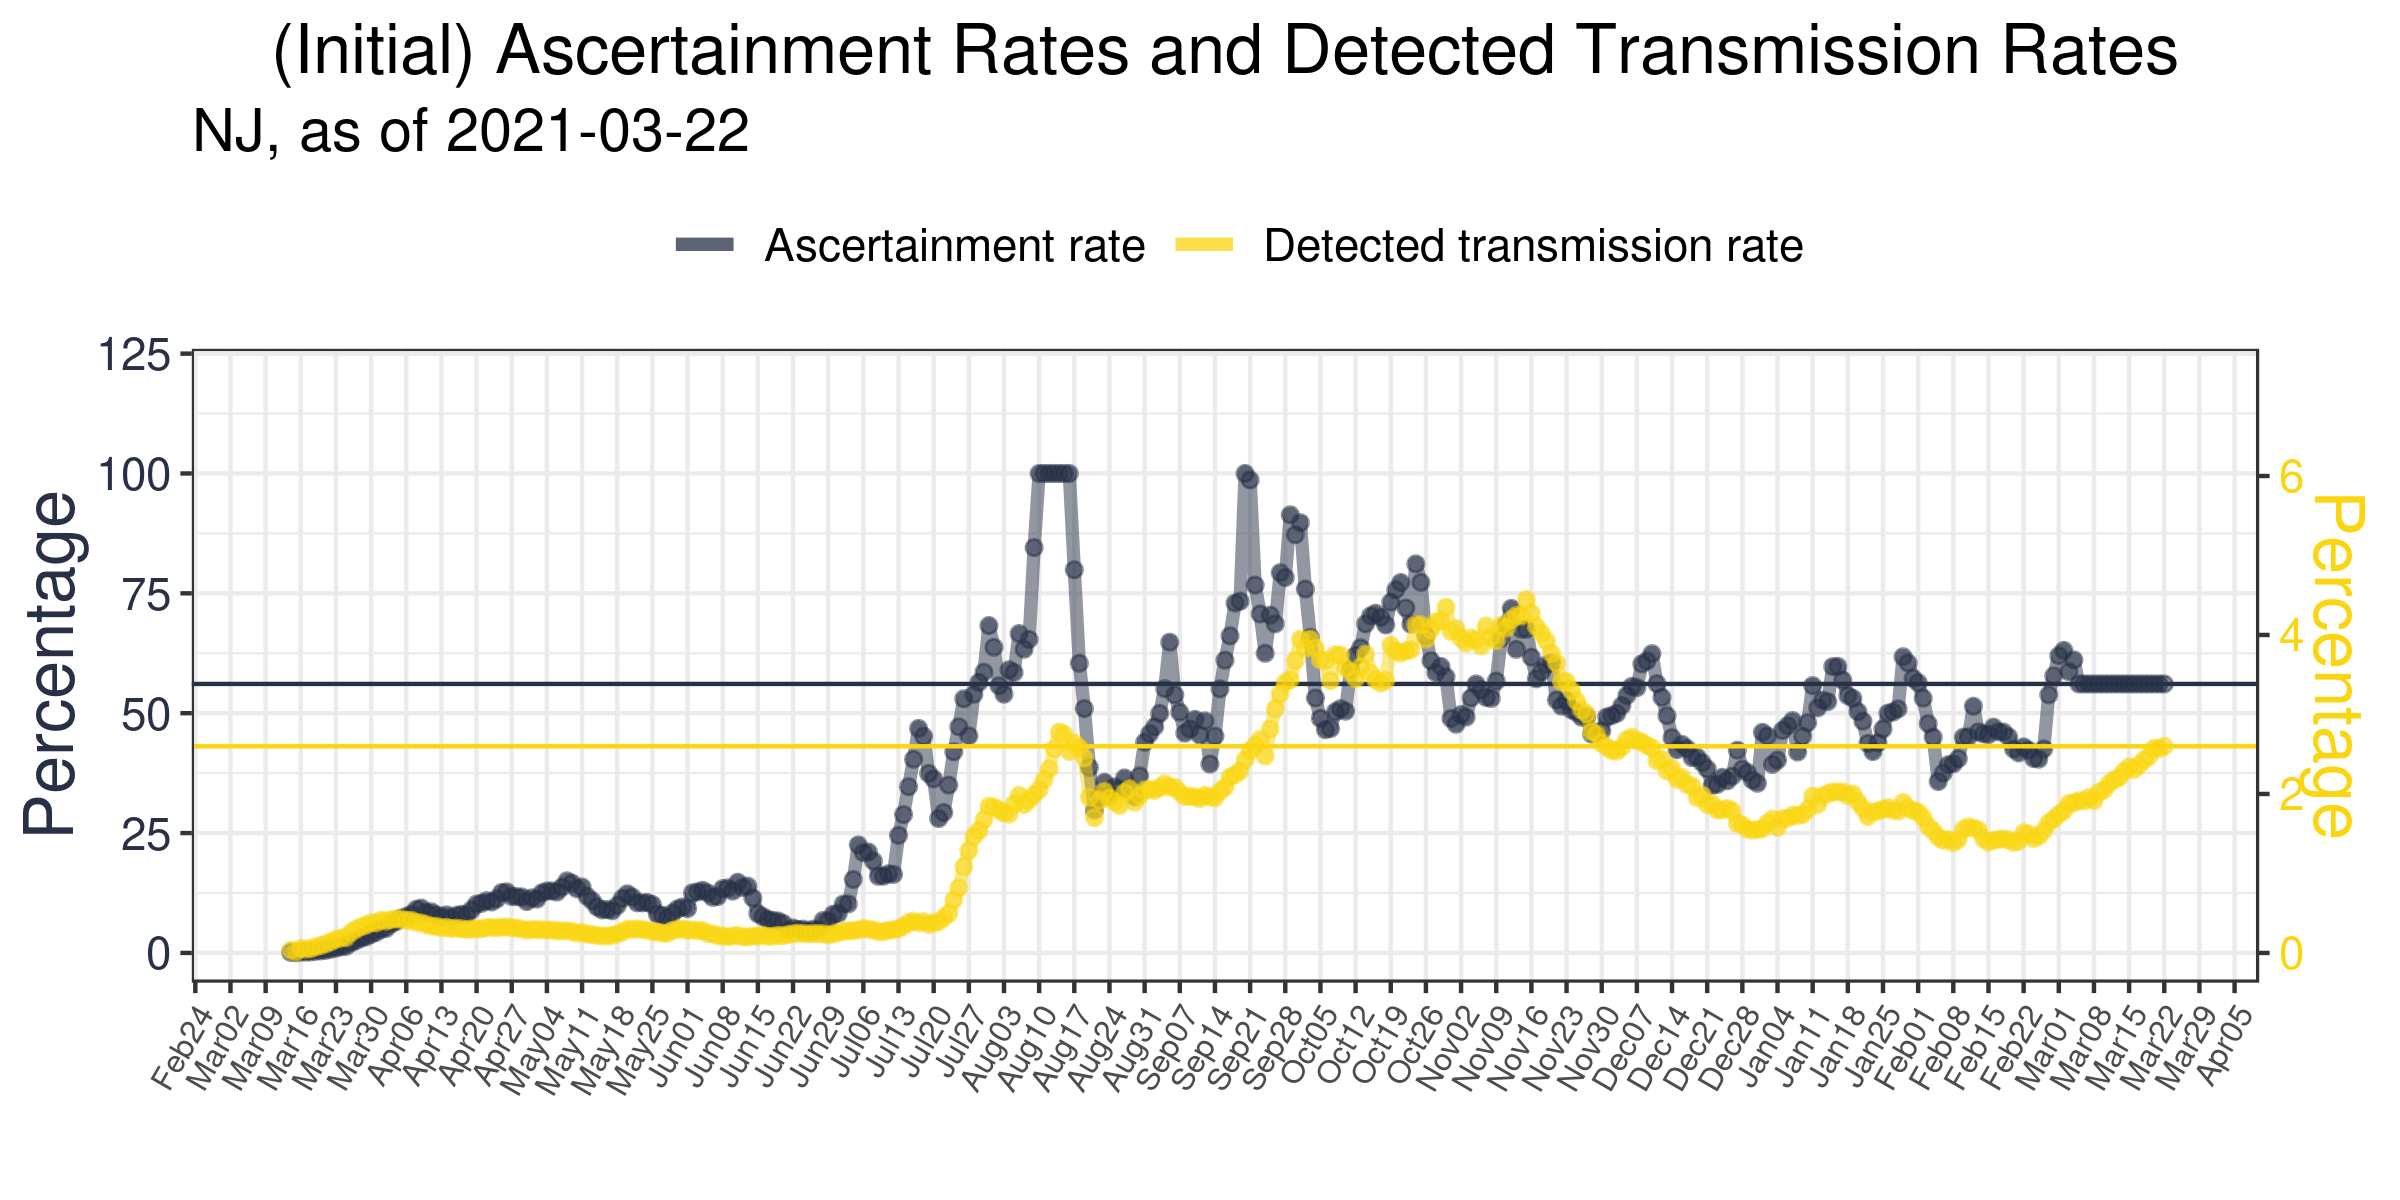 (Initial) Ascertainment Rates and Detected Transmission Rates
NJ, as of 2021-03-22
Ascertainment rate
Detected transmission rate
Percentage
125
100
75
50
25
0
6
4
2
0
Percentage
Feb24
Mar02
Mar09
Mar16
Mar23
Mar30
Apr06
Apr13
Apr20
Apr27
May04
May11
May18
May25
Jun01
Jun08
Jun15
Jun22
Jun29
Jul06
Jul13
Jul20
Jul27
Aug03
Aug10
Aug17
Aug24
Aug31
Sep07
Sep14
Sep21
Sep28
Oct05
Oct12
Oct19
Oct26
Nov02
Nov09
Nov16
Nov23
Nov30
Dec07
Dec14
Dec21
Dec28
Jan04
Jan11
Jan18
Jan25
Feb01
Feb08
Feb15
Feb22
Mar01
Mar08
Mar15
Mar22
Mar29
Apr05